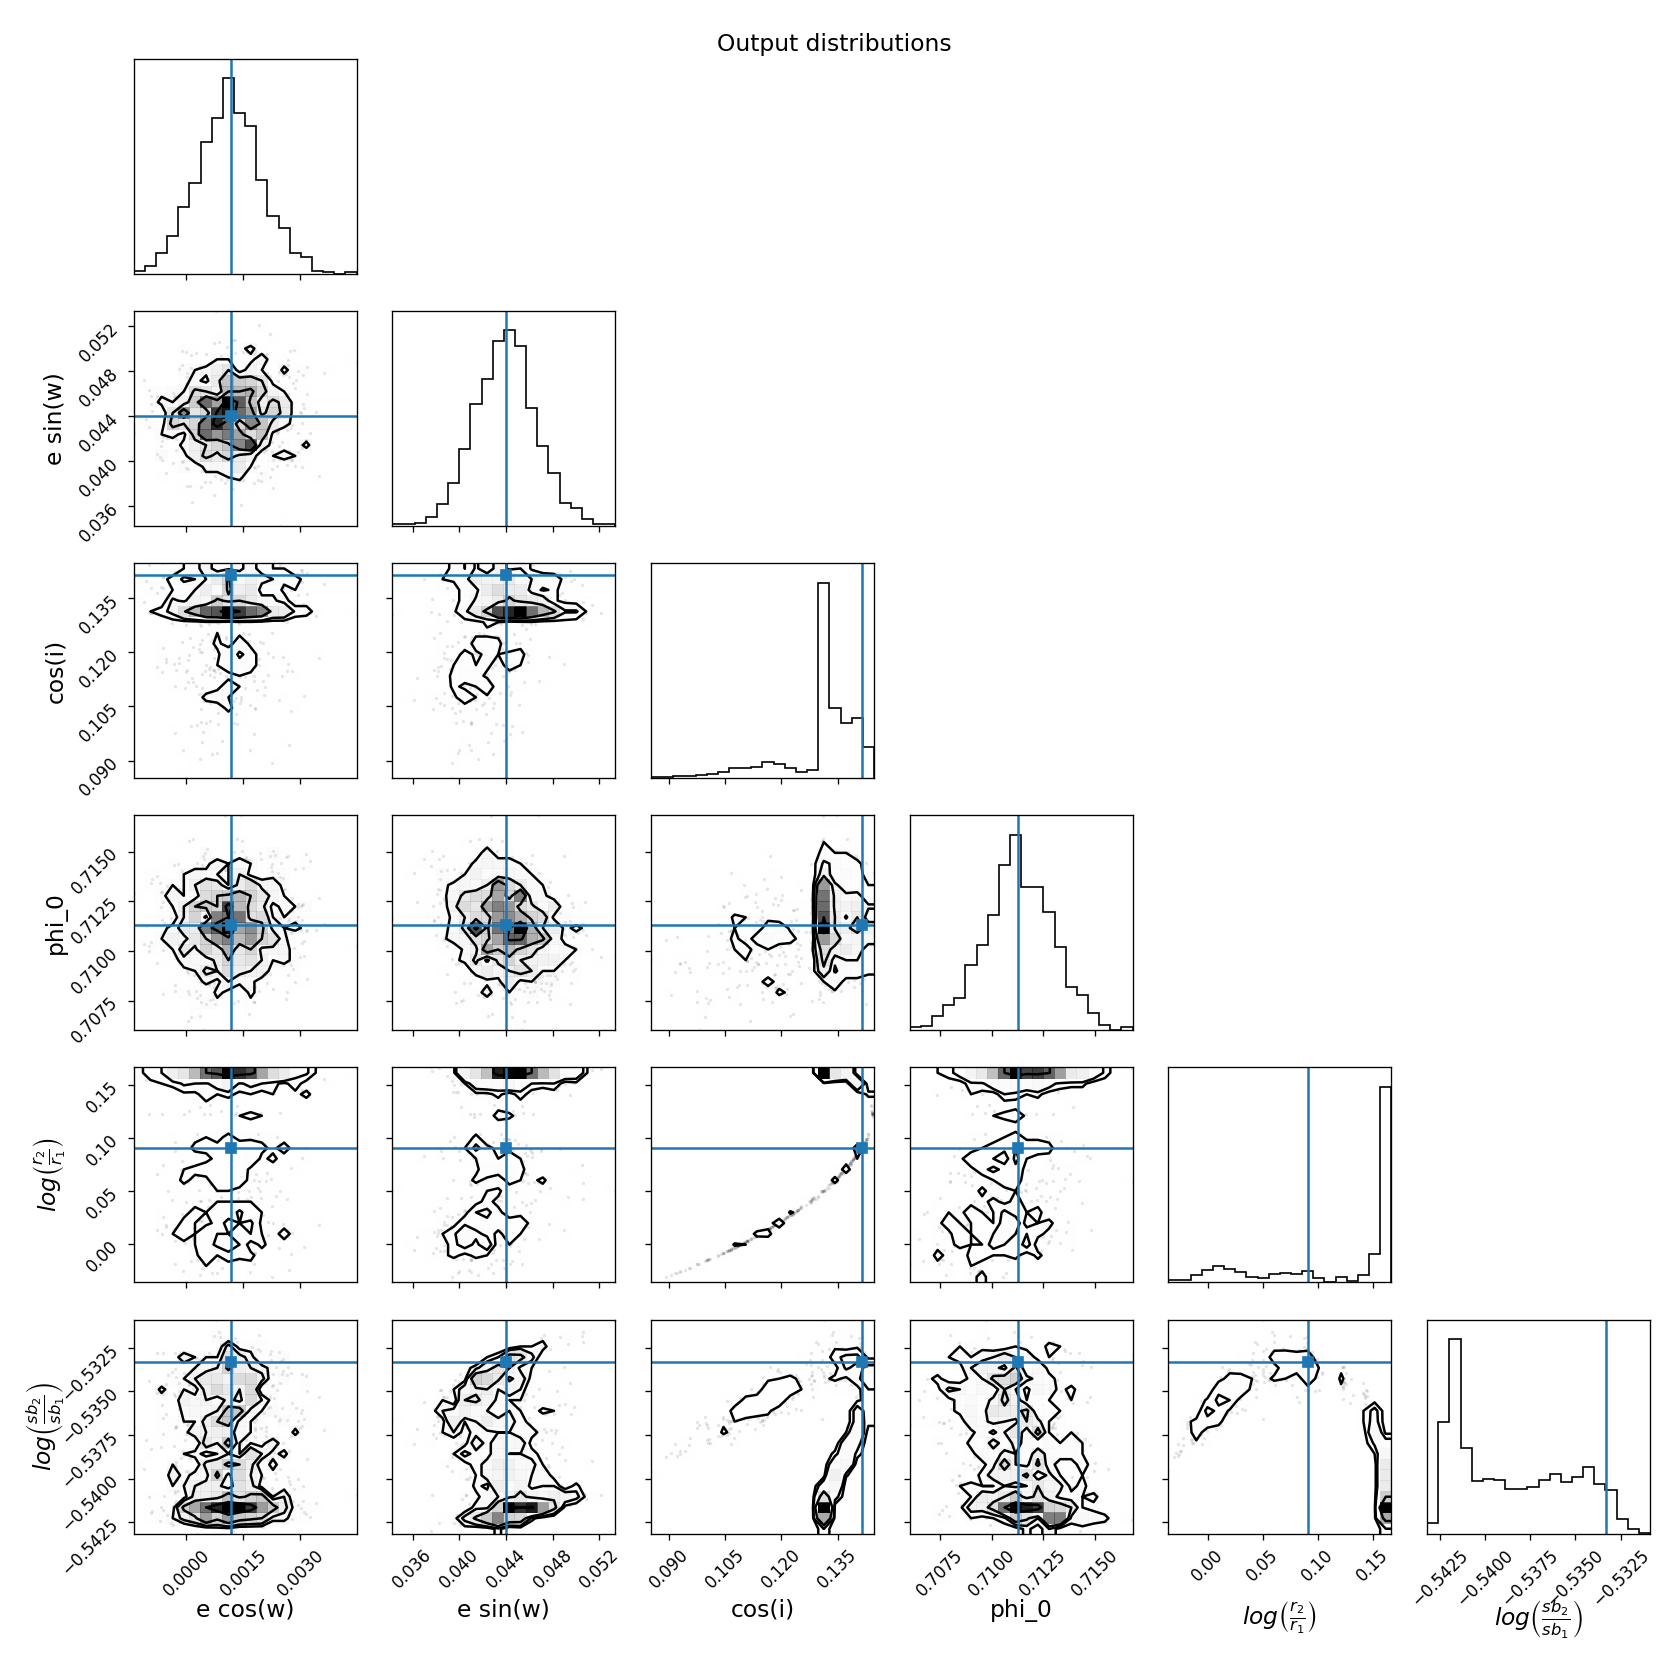 Output distributions
e sin(w)
0.052
0.048
0.044
0.040
0.036
cos(i)
0.135
0.120
0.105
0.090
phi_0
0.7150
0.7125
0.7100
0.7075
log(r₂/r₁)
0.15
0.10
0.05
0.00
log(sb₂/sb₁)
−0.5325
−0.5350
−0.5375
−0.5400
−0.5425
0.0000 0.0015 0.0030
0.036 0.040 0.044 0.048 0.052
0.090 0.105 0.120 0.135
0.7075 0.7100 0.7125 0.7150
0.00 0.05 0.10 0.15
−0.5425 −0.5400 −0.5375 −0.5350 −0.5325
e cos(w)
e sin(w)
cos(i)
phi_0
log(r₂/r₁)
log(sb₂/sb₁)